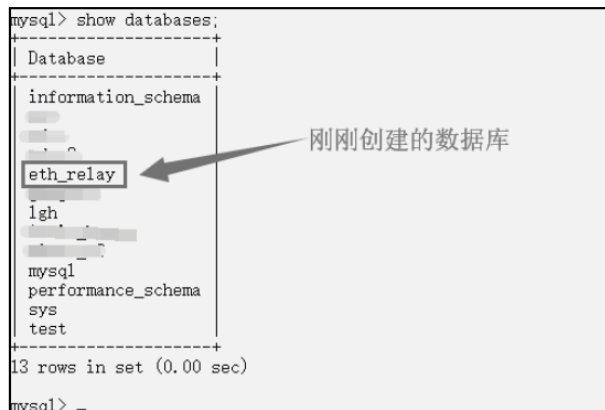 mysql> show databases;
+--------------------+
| Database           |
+--------------------+
information_schema
eth_relay
刚刚创建的数据库
lgh
mysql
performance_schema
sys
test
+--------------------+
13 rows in set (0.00 sec)
mysql> _